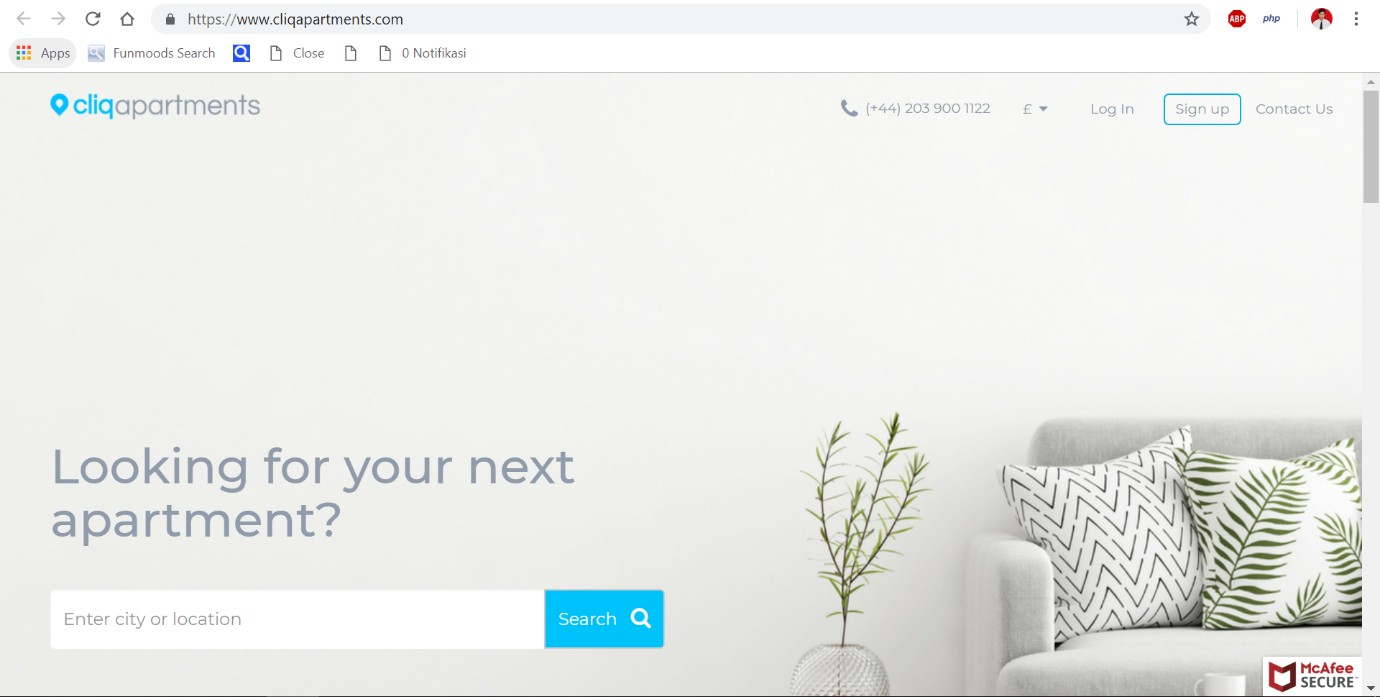 https://www.cliqapartments.com
ABP
php
Apps
Funmoods Search
Close
0 Notifikasi
cliqapartments
(+44) 203 900 1122
£
Log In
Sign up
Contact Us
Looking for your next
apartment?
Enter city or location
Search
McAfee
SECURE